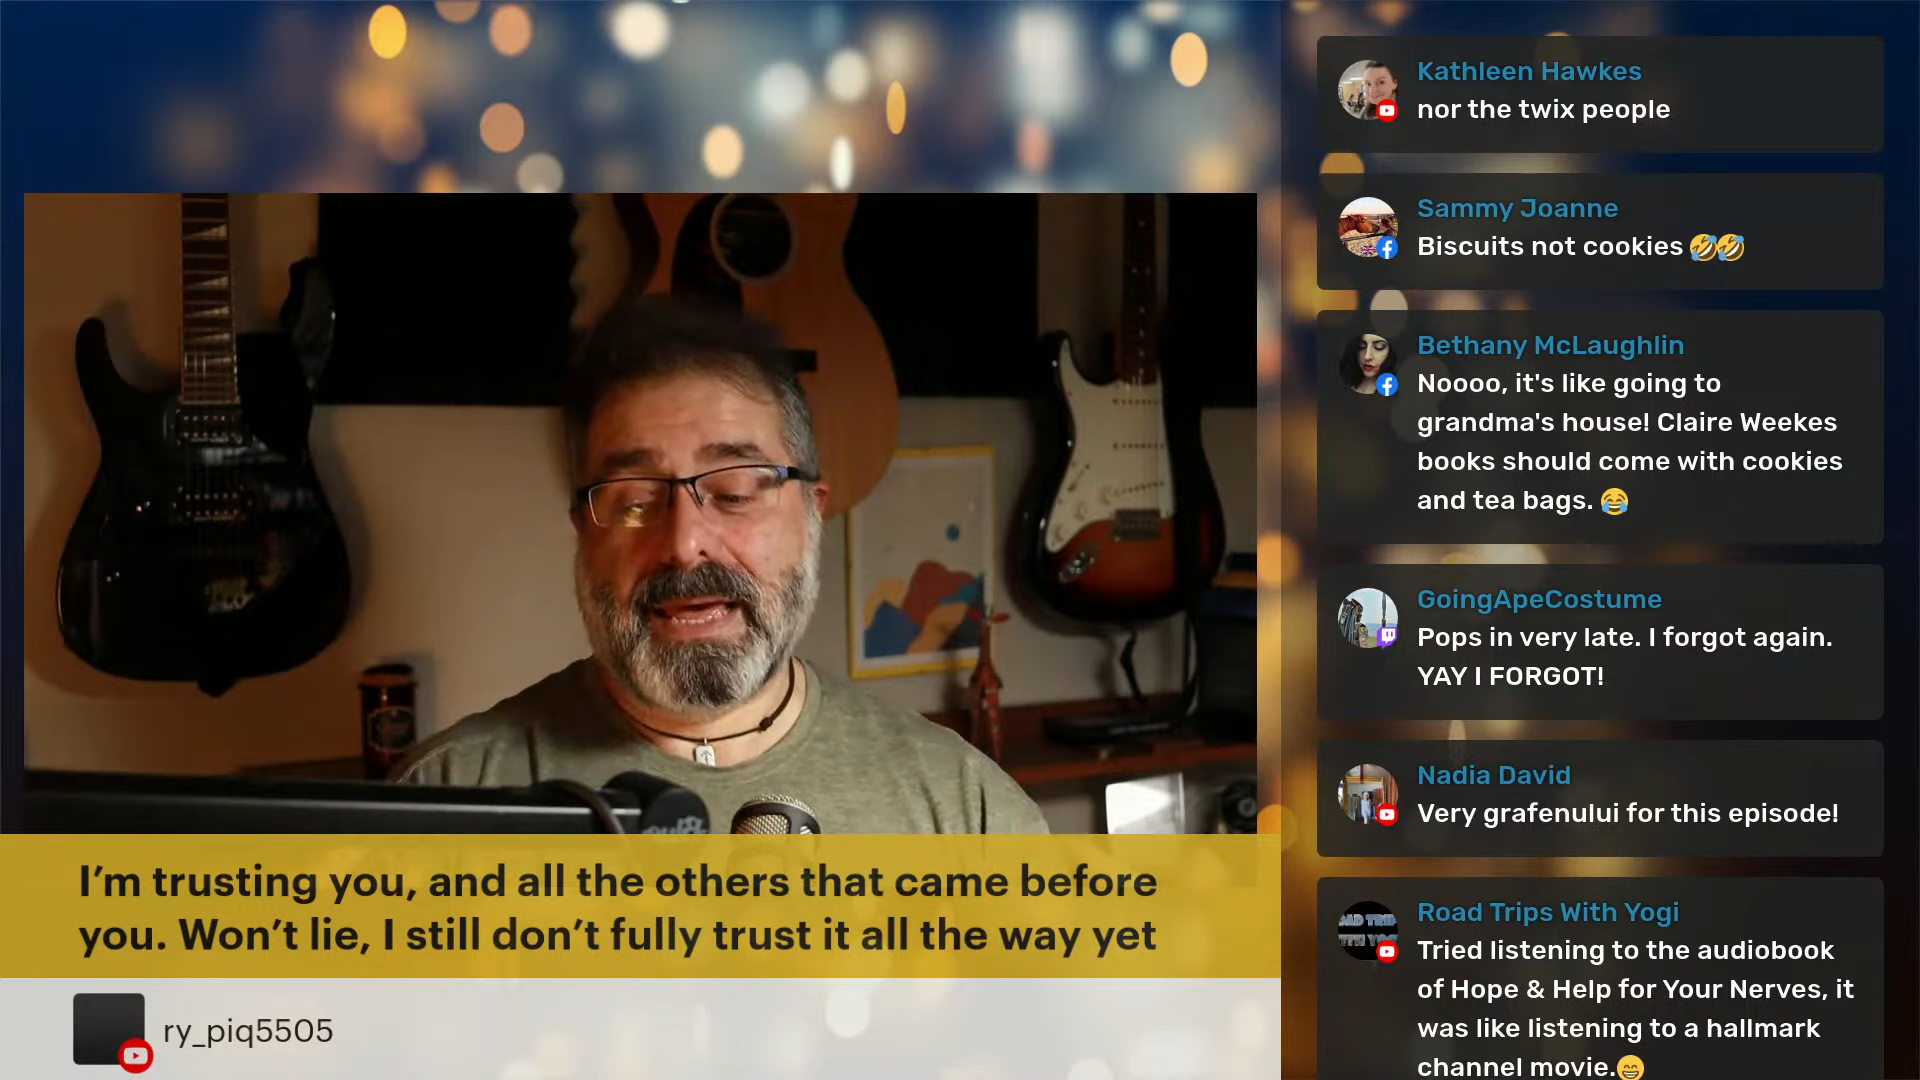 Kathleen Hawkes
nor the twix people
Sammy Joanne
Biscuits not cookies 🤣🤣
Bethany McLaughlin
Noooo, it's like going to
grandma's house! Claire Weekes
books should come with cookies
and tea bags. 😂
GoingApeCostume
Pops in very late. I forgot again.
YAY I FORGOT!
Nadia David
Very grafenului for this episode!
Road Trips With Yogi
Tried listening to the audiobook
of Hope & Help for Your Nerves, it
was like listening to a hallmark
channel movie.😁
I'm trusting you, and all the others that came before
you. Won't lie, I still don't fully trust it all the way yet
ry_piq5505